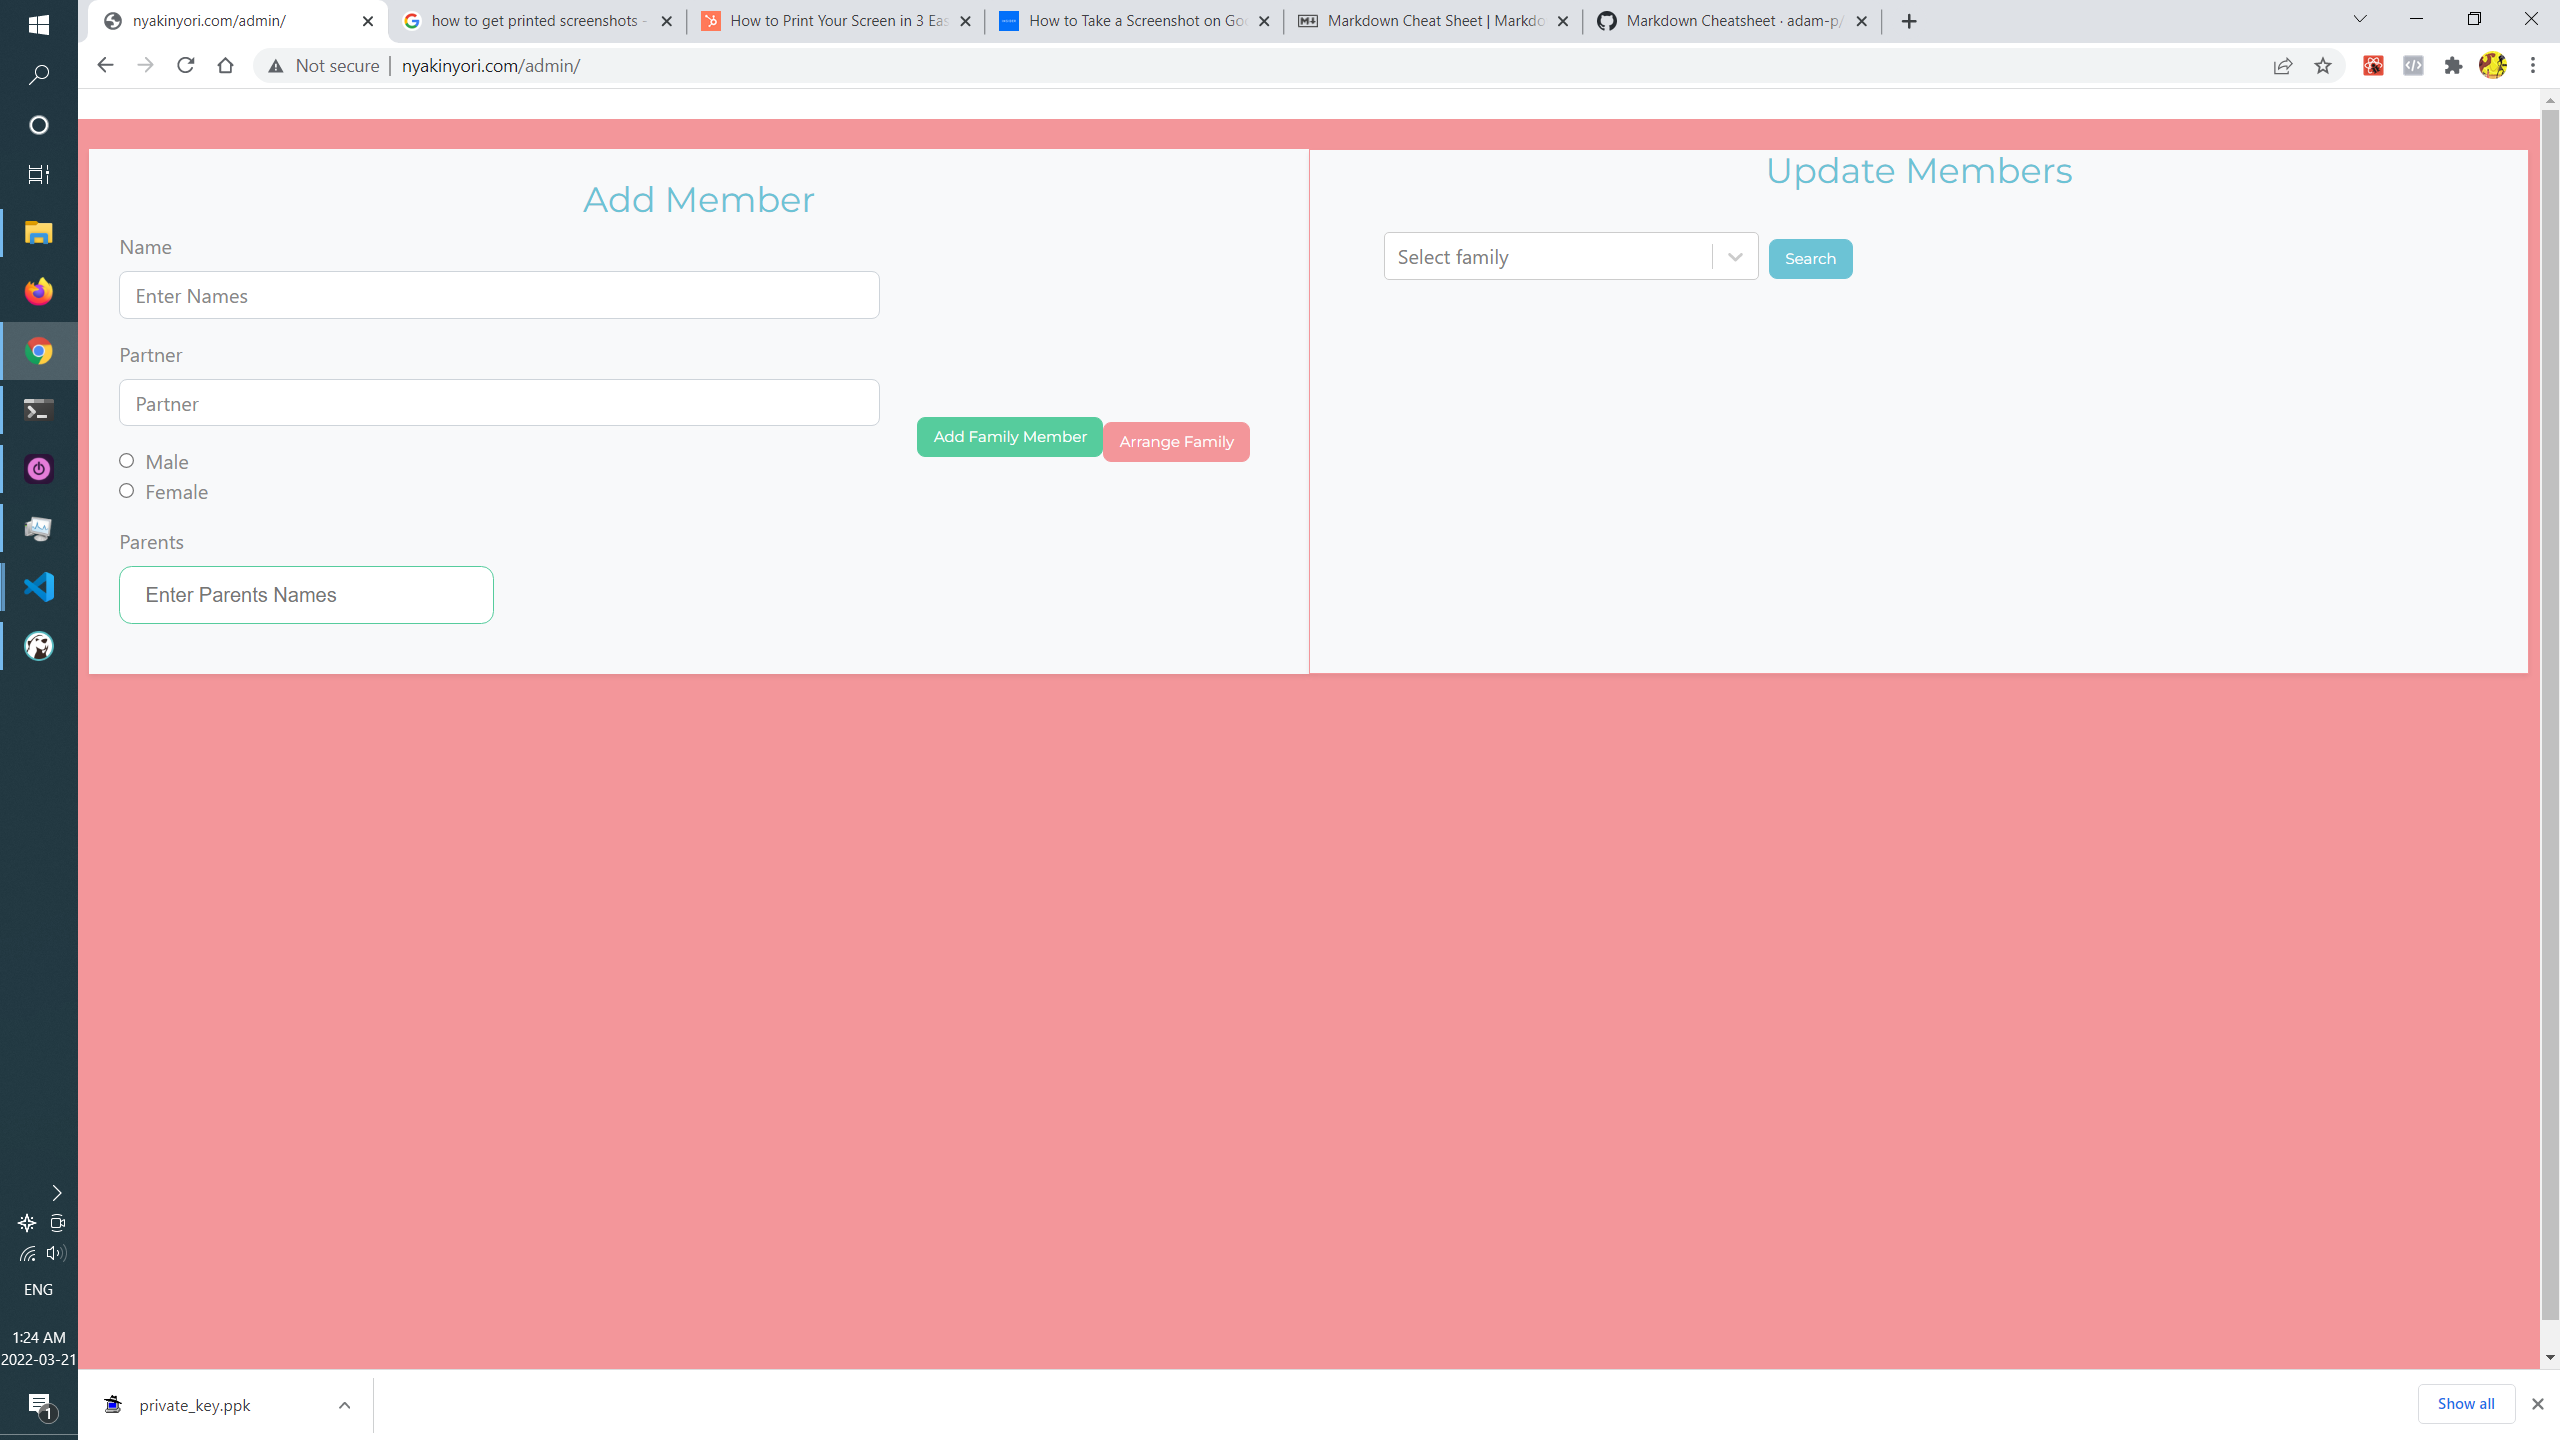 nyakinyori.com/admin/
how to get printed screenshots -
How to Print Your Screen in 3 Eas
How to Take a Screenshot on Goo
Markdown Cheat Sheet | Markdo
Markdown Cheatsheet · adam-p/
Not secure | nyakinyori.com/admin/
Add Member
Name
Enter Names
Partner
Partner
Male
Female
Parents
Enter Parents Names
Add Family Member
Arrange Family
Update Members
Select family
Search
ENG
1:24 AM
2022-03-21
1
private_key.ppk
Show all